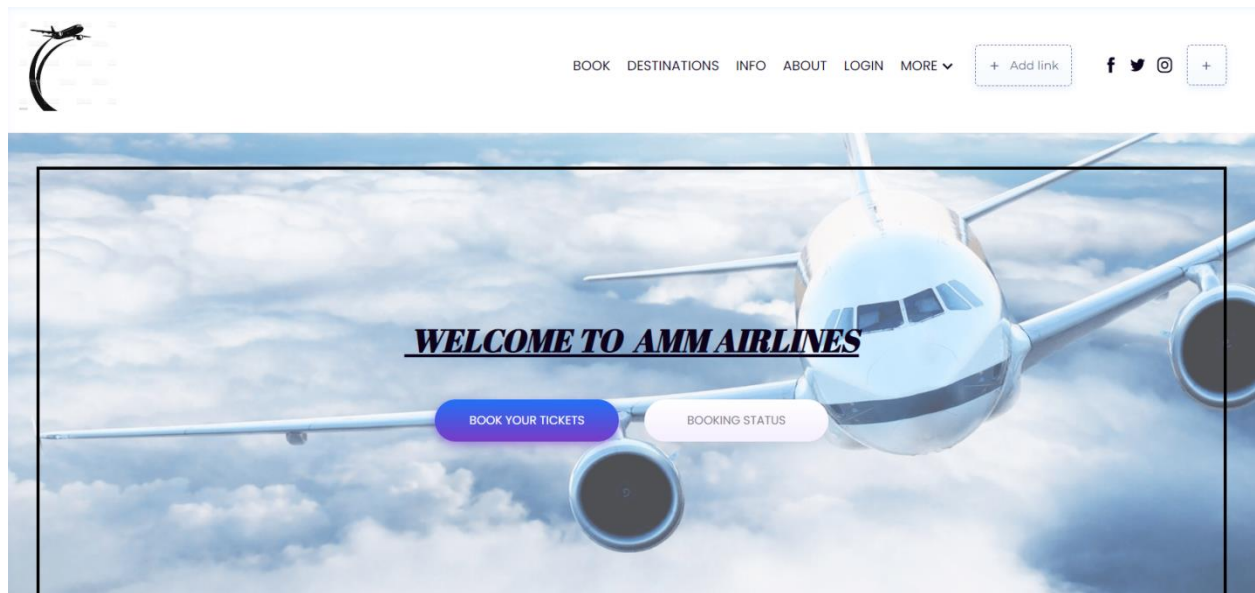 BOOK DESTINATIONS INFO ABOUT LOGIN MORE + Add link +
WELCOME TO AMM AIRLINES
BOOK YOUR TICKETS BOOKING STATUS